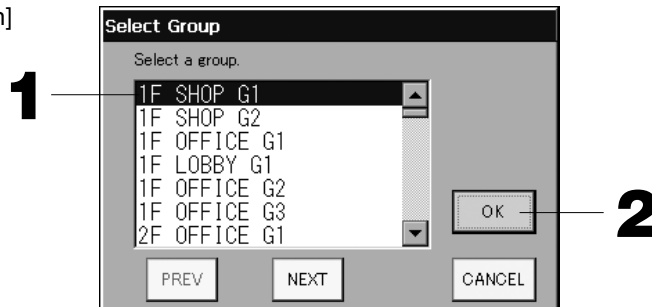 n]
Select Group
Select a group.
1
1F SHOP G1
1F SHOP G2
1F OFFICE G1
1F LOBBY G1
1F OFFICE G2
1F OFFICE G3
2F OFFICE G1
OK
2
PREV
NEXT
CANCEL